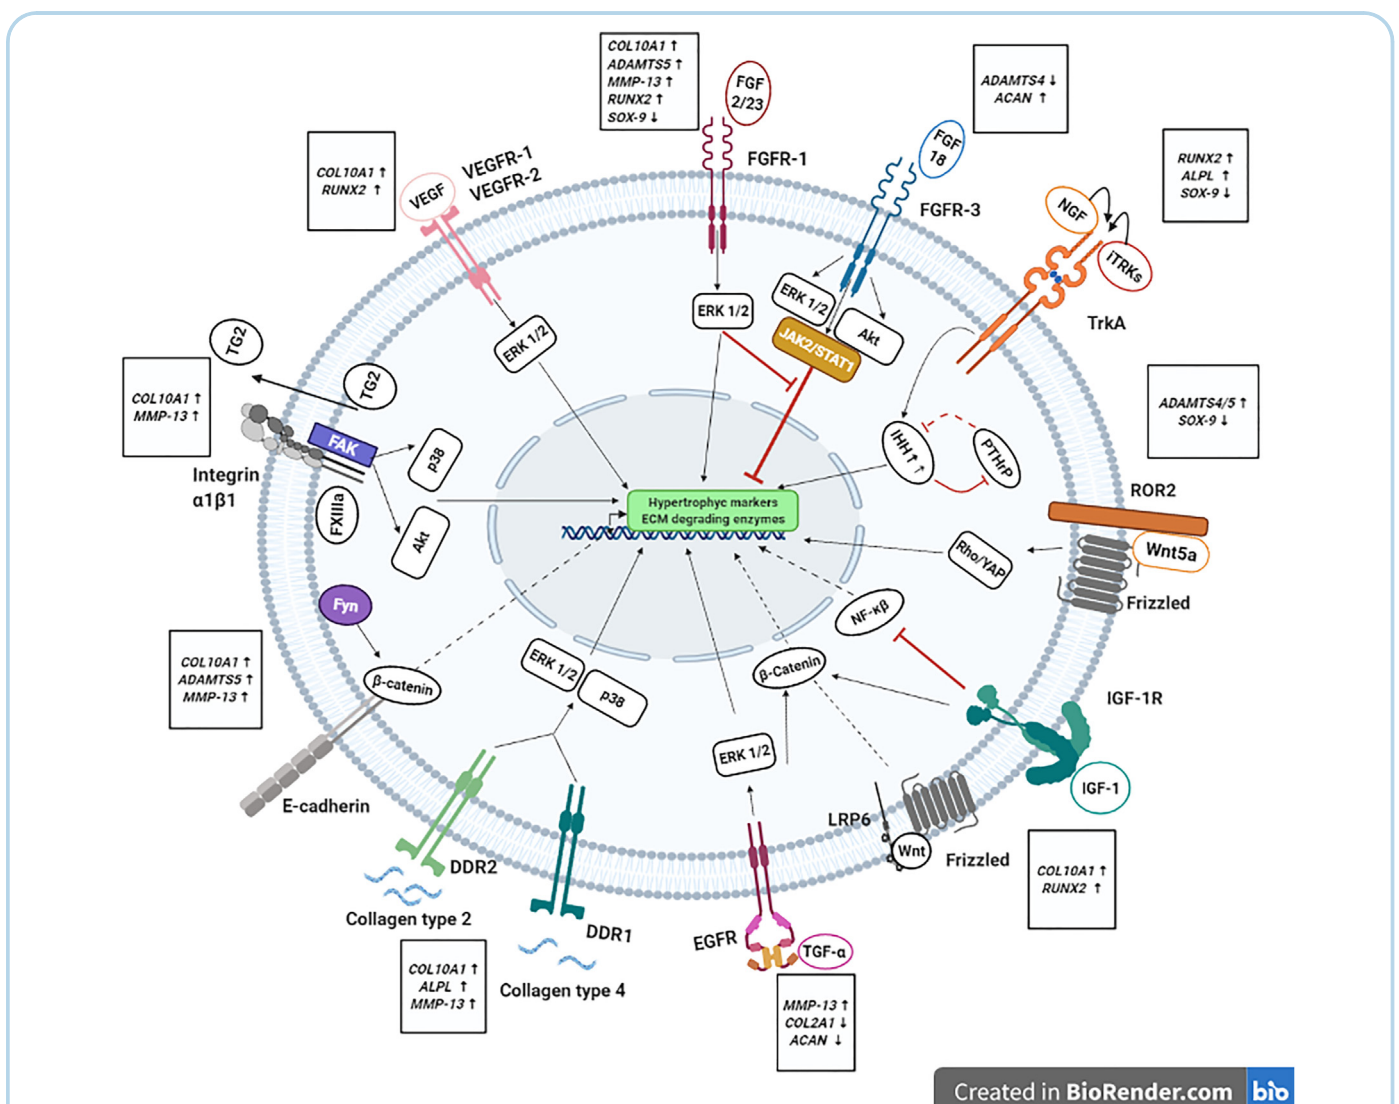 COL10A1 ↑
ADAMTS5 ↑
MMP-13 ↑
RUNX2 ↑
SOX-9 ↓
FGF
2/23
FGFR-1
ADAMTS4 ↓
ACAN ↑
FGF
18
FGFR-3
COL10A1 ↑
RUNX2 ↑
VEGF
VEGFR-1
VEGFR-2
RUNX2 ↑
ALPL ↑
SOX-9 ↓
NGF
iTRKs
TrkA
ERK 1/2
ERK 1/2
ERK 1/2
Akt
JAK2/STAT1
TG2
TG2
COL10A1 ↑
MMP-13 ↑
FAK
p38
Integrin
α1β1
FXIIIa
Akt
IHH↑↑
PTHrP
ADAMTS4/5 ↑
SOX-9 ↓
Hypertrophyc markers
ECM degrading enzymes
ROR2
Wnt5a
Rho/YAP
Frizzled
Fyn
β-catenin
NF-κβ
COL10A1 ↑
ADAMTS5 ↑
MMP-13 ↑
ERK 1/2
p38
β-Catenin
IGF-1R
IGF-1
ERK 1/2
E-cadherin
LRP6
Wnt
Frizzled
DDR2
Collagen type 2
COL10A1 ↑
RUNX2 ↑
DDR1
EGFR
TGF-α
COL10A1 ↑
ALPL ↑
MMP-13 ↑
Collagen type 4
MMP-13 ↑
COL2A1 ↓
ACAN ↓
Created in BioRender.com bio